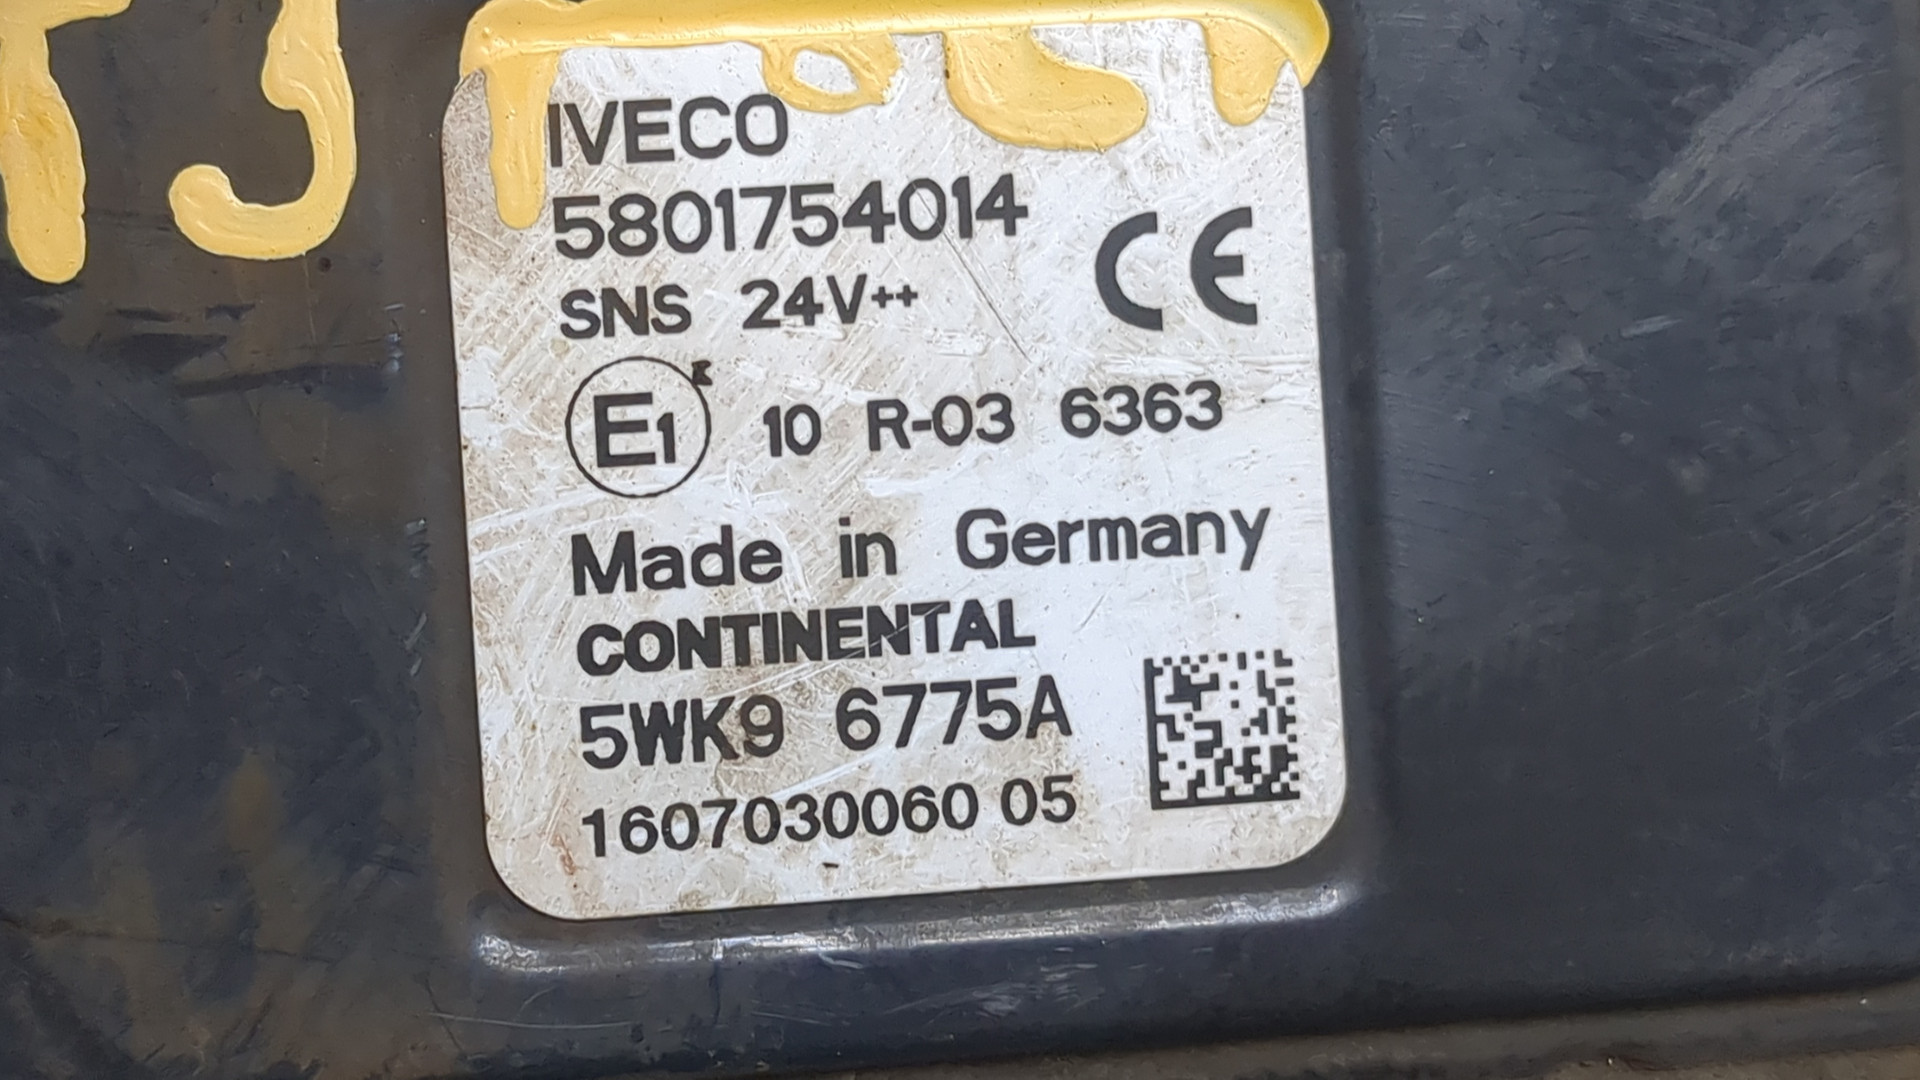 IVECO
5801754014
CE
SNS 24V++
E1 10 R-03 6363
Made in Germany
CONTINENTAL
5WK9 6775A
1607030060 05